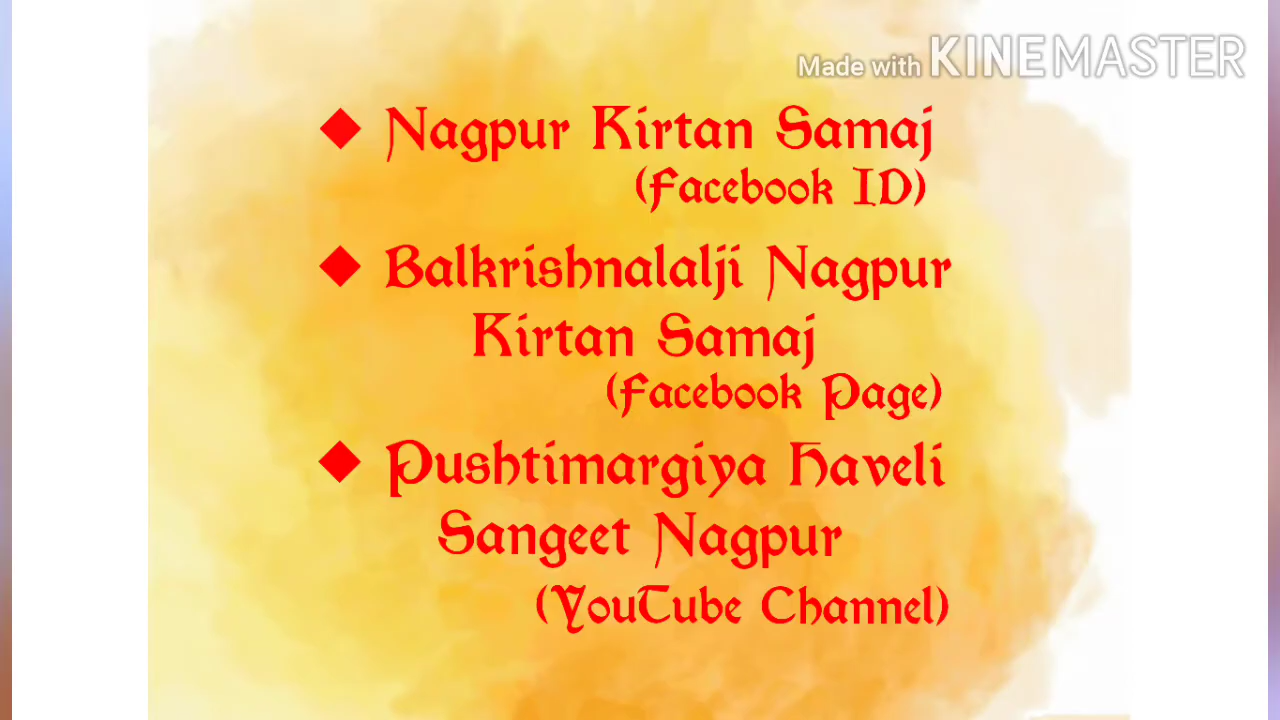 Made with KINEMASTER
◆ Nagpur Kirtan Samaj
(Facebook ID)
◆ Balkrishnalalji Nagpur
Kirtan Samaj
(Facebook Page)
◆ Pushtimargiya Haveli
Sangeet Nagpur
(YouTube Channel)